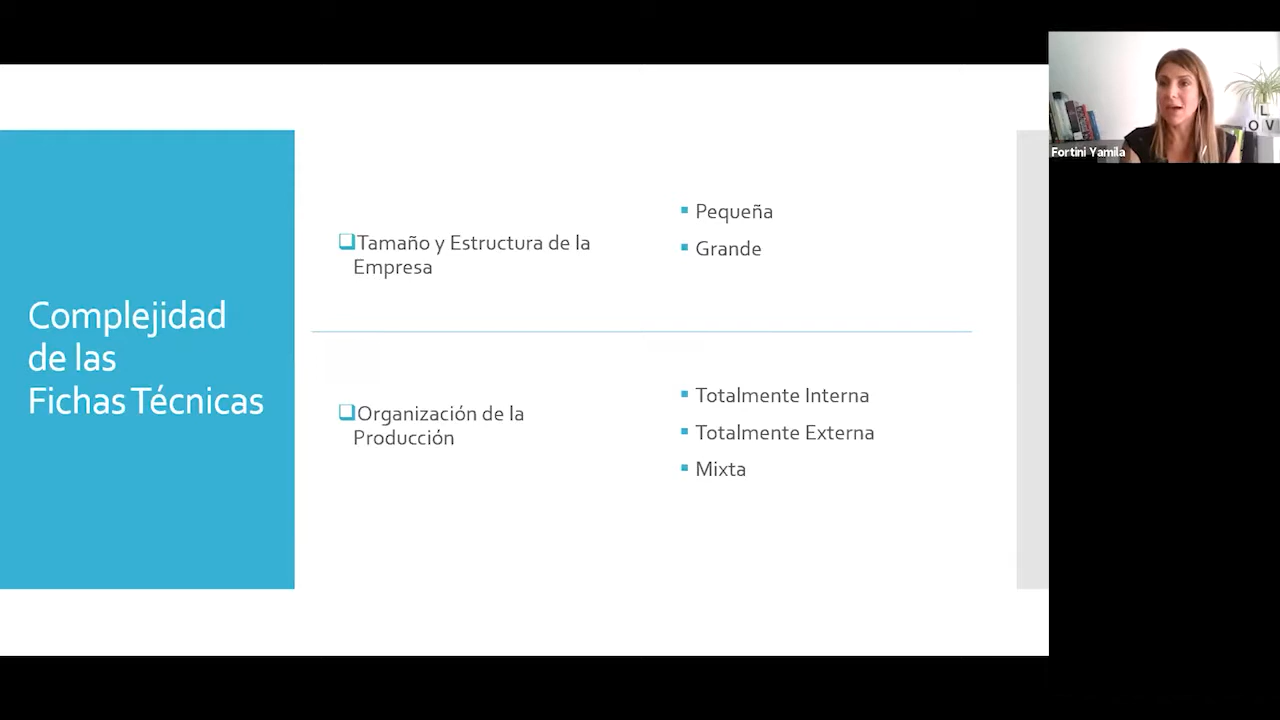 Complejidad
de las
Fichas Técnicas
Tamaño y Estructura de la
Empresa
Pequeña
Grande
Organización de la
Producción
Totalmente Interna
Totalmente Externa
Mixta
Fortini Yamila
L
O V